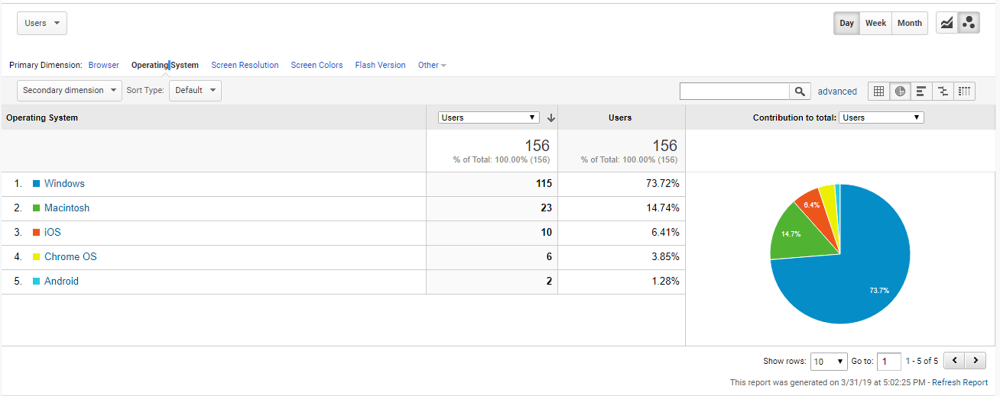 Users
Day Week Month
Primary Dimension: Browser Operating System Screen Resolution Screen Colors Flash Version Other
Secondary dimension Sort Type: Default advanced
Operating System Users Users Contribution to total: Users
156 156
% of Total: 100.00% (156) % of Total: 100.00% (156)
1. Windows 115 73.72%
2. Macintosh 23 14.74%
3. iOS 10 6.41%
4. Chrome OS 6 3.85%
5. Android 2 1.28%
6.4%
14.7%
73.7%
Show rows: 10 Go to: 1 1 - 5 of 5
This report was generated on 3/31/19 at 5:02:25 PM - Refresh Report